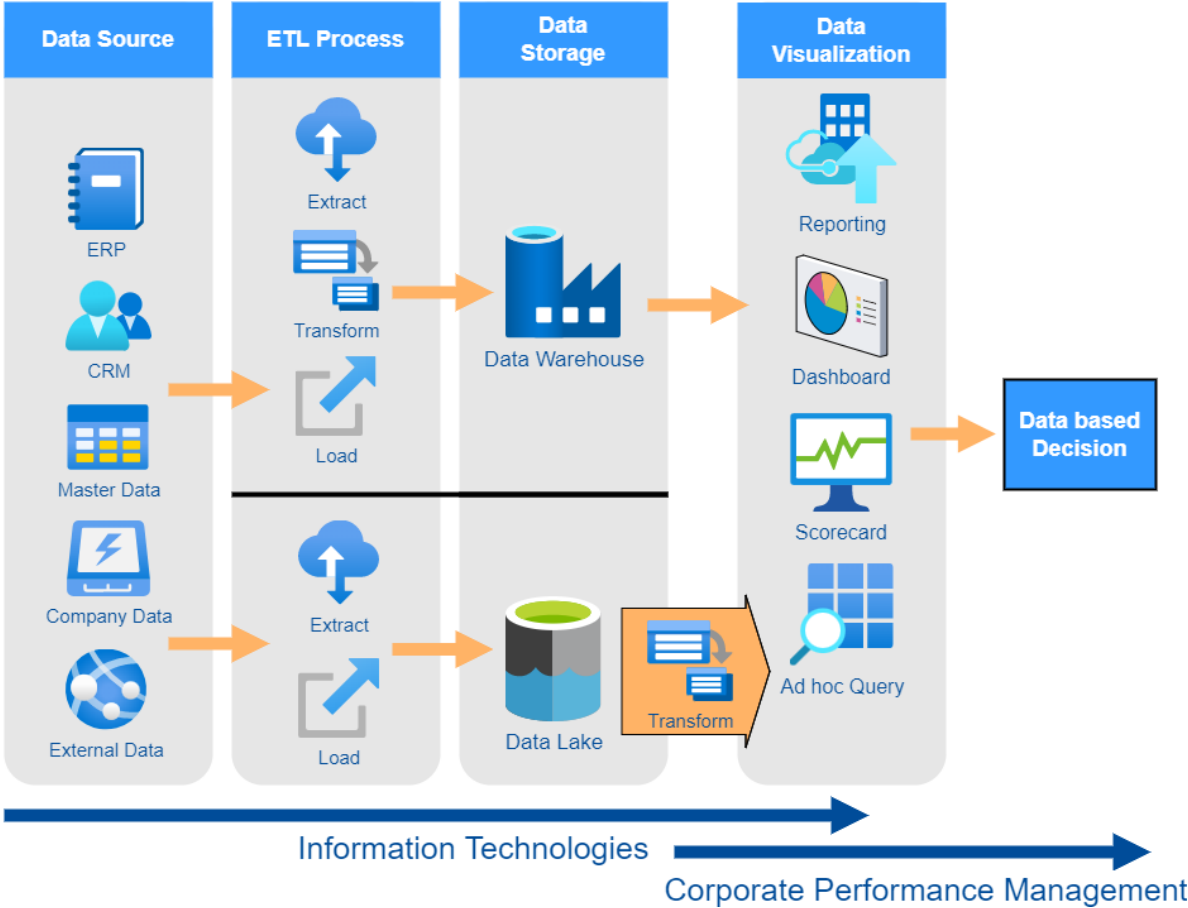 Data Source
ETL Process
Data
Storage
Data
Visualization
ERP
CRM
Master Data
Company Data
External Data
Extract
Transform
Load
Extract
Load
Data Warehouse
Data Lake
Transform
Reporting
Dashboard
Scorecard
Ad hoc Query
Data based
Decision
Information Technologies
Corporate Performance Management